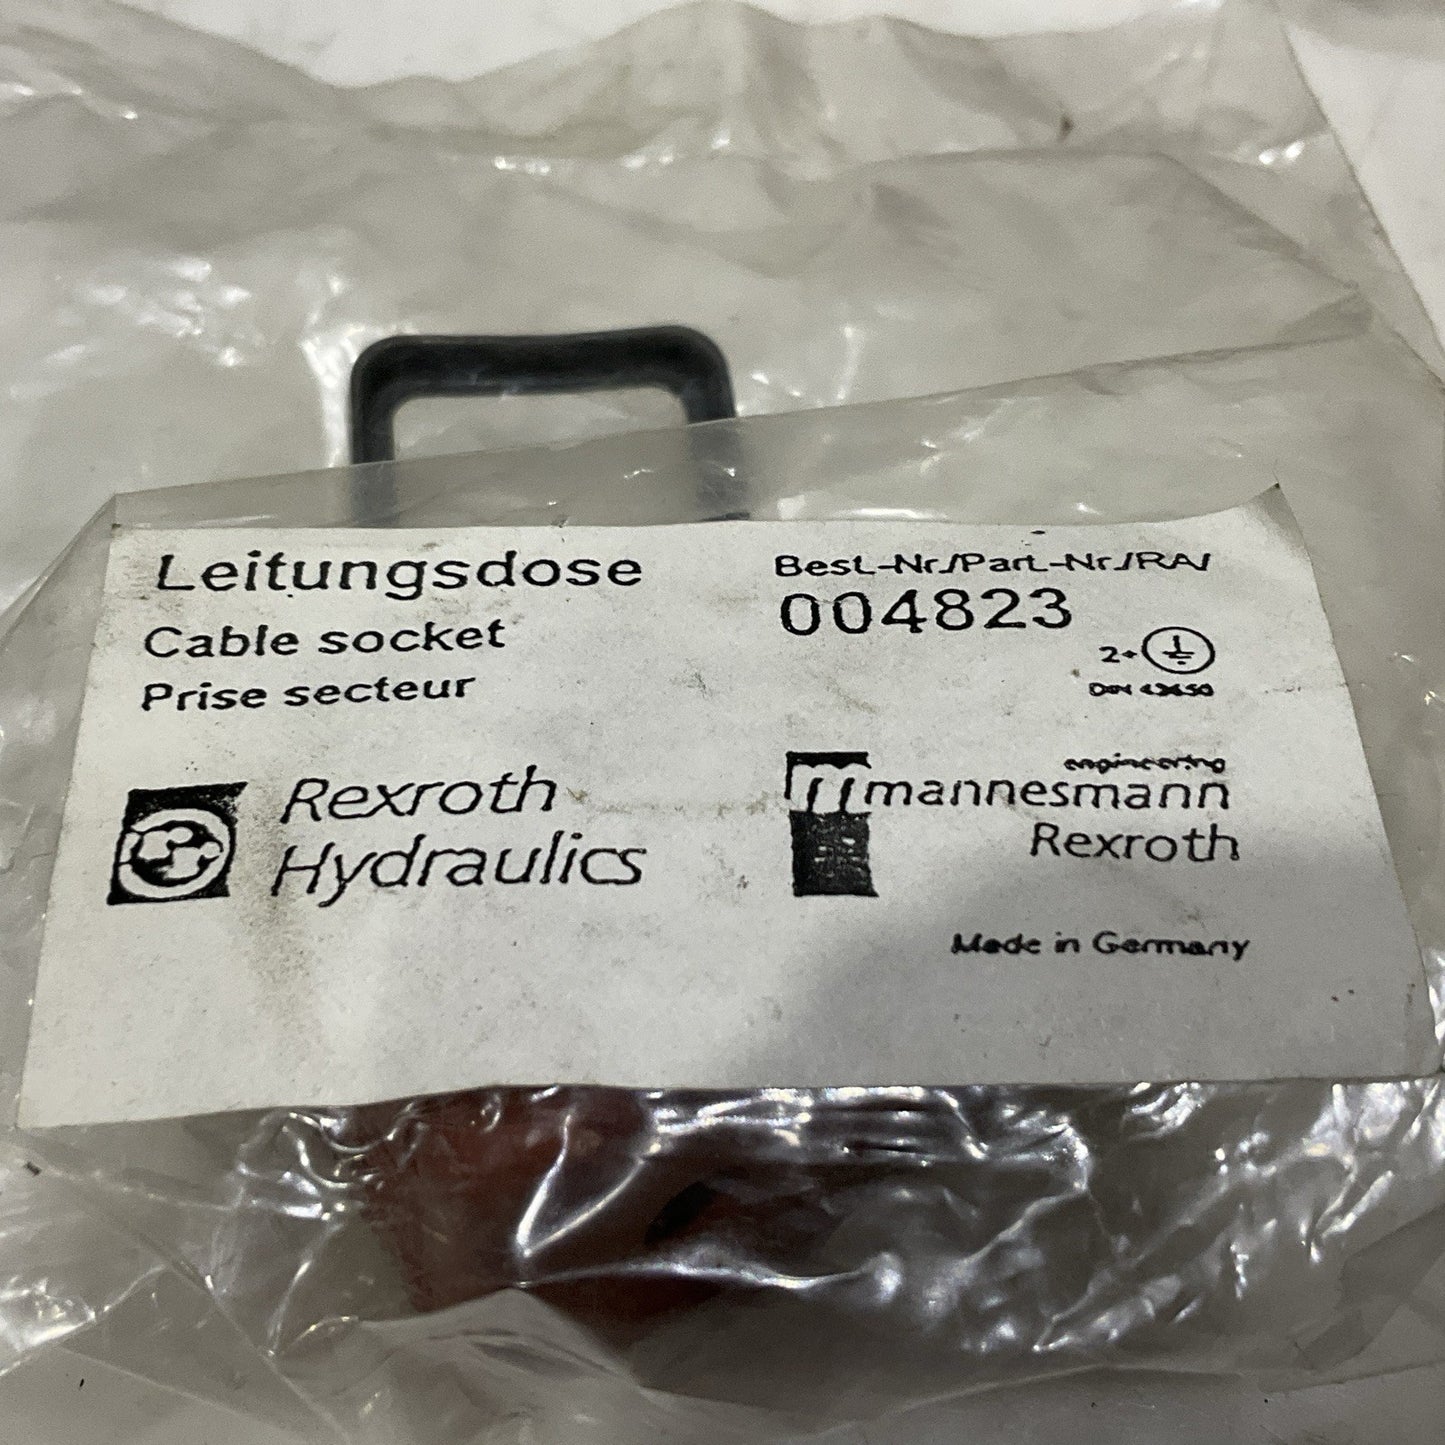 Leitungsdose
Cable socket
Prise secteur
Best.-Nr./Part.-Nr./RA/
004823
2+
DIN 43650
Rexroth
Hydraulics
engineering
mannesmann
Rexroth
Made in Germany